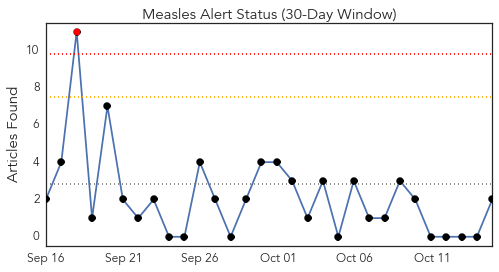 Measles Alert Status (30-Day Window)
Articles Found
10
8
6
4
2
0
Sep 16 Sep 21 Sep 26 Oct 01 Oct 06 Oct 11